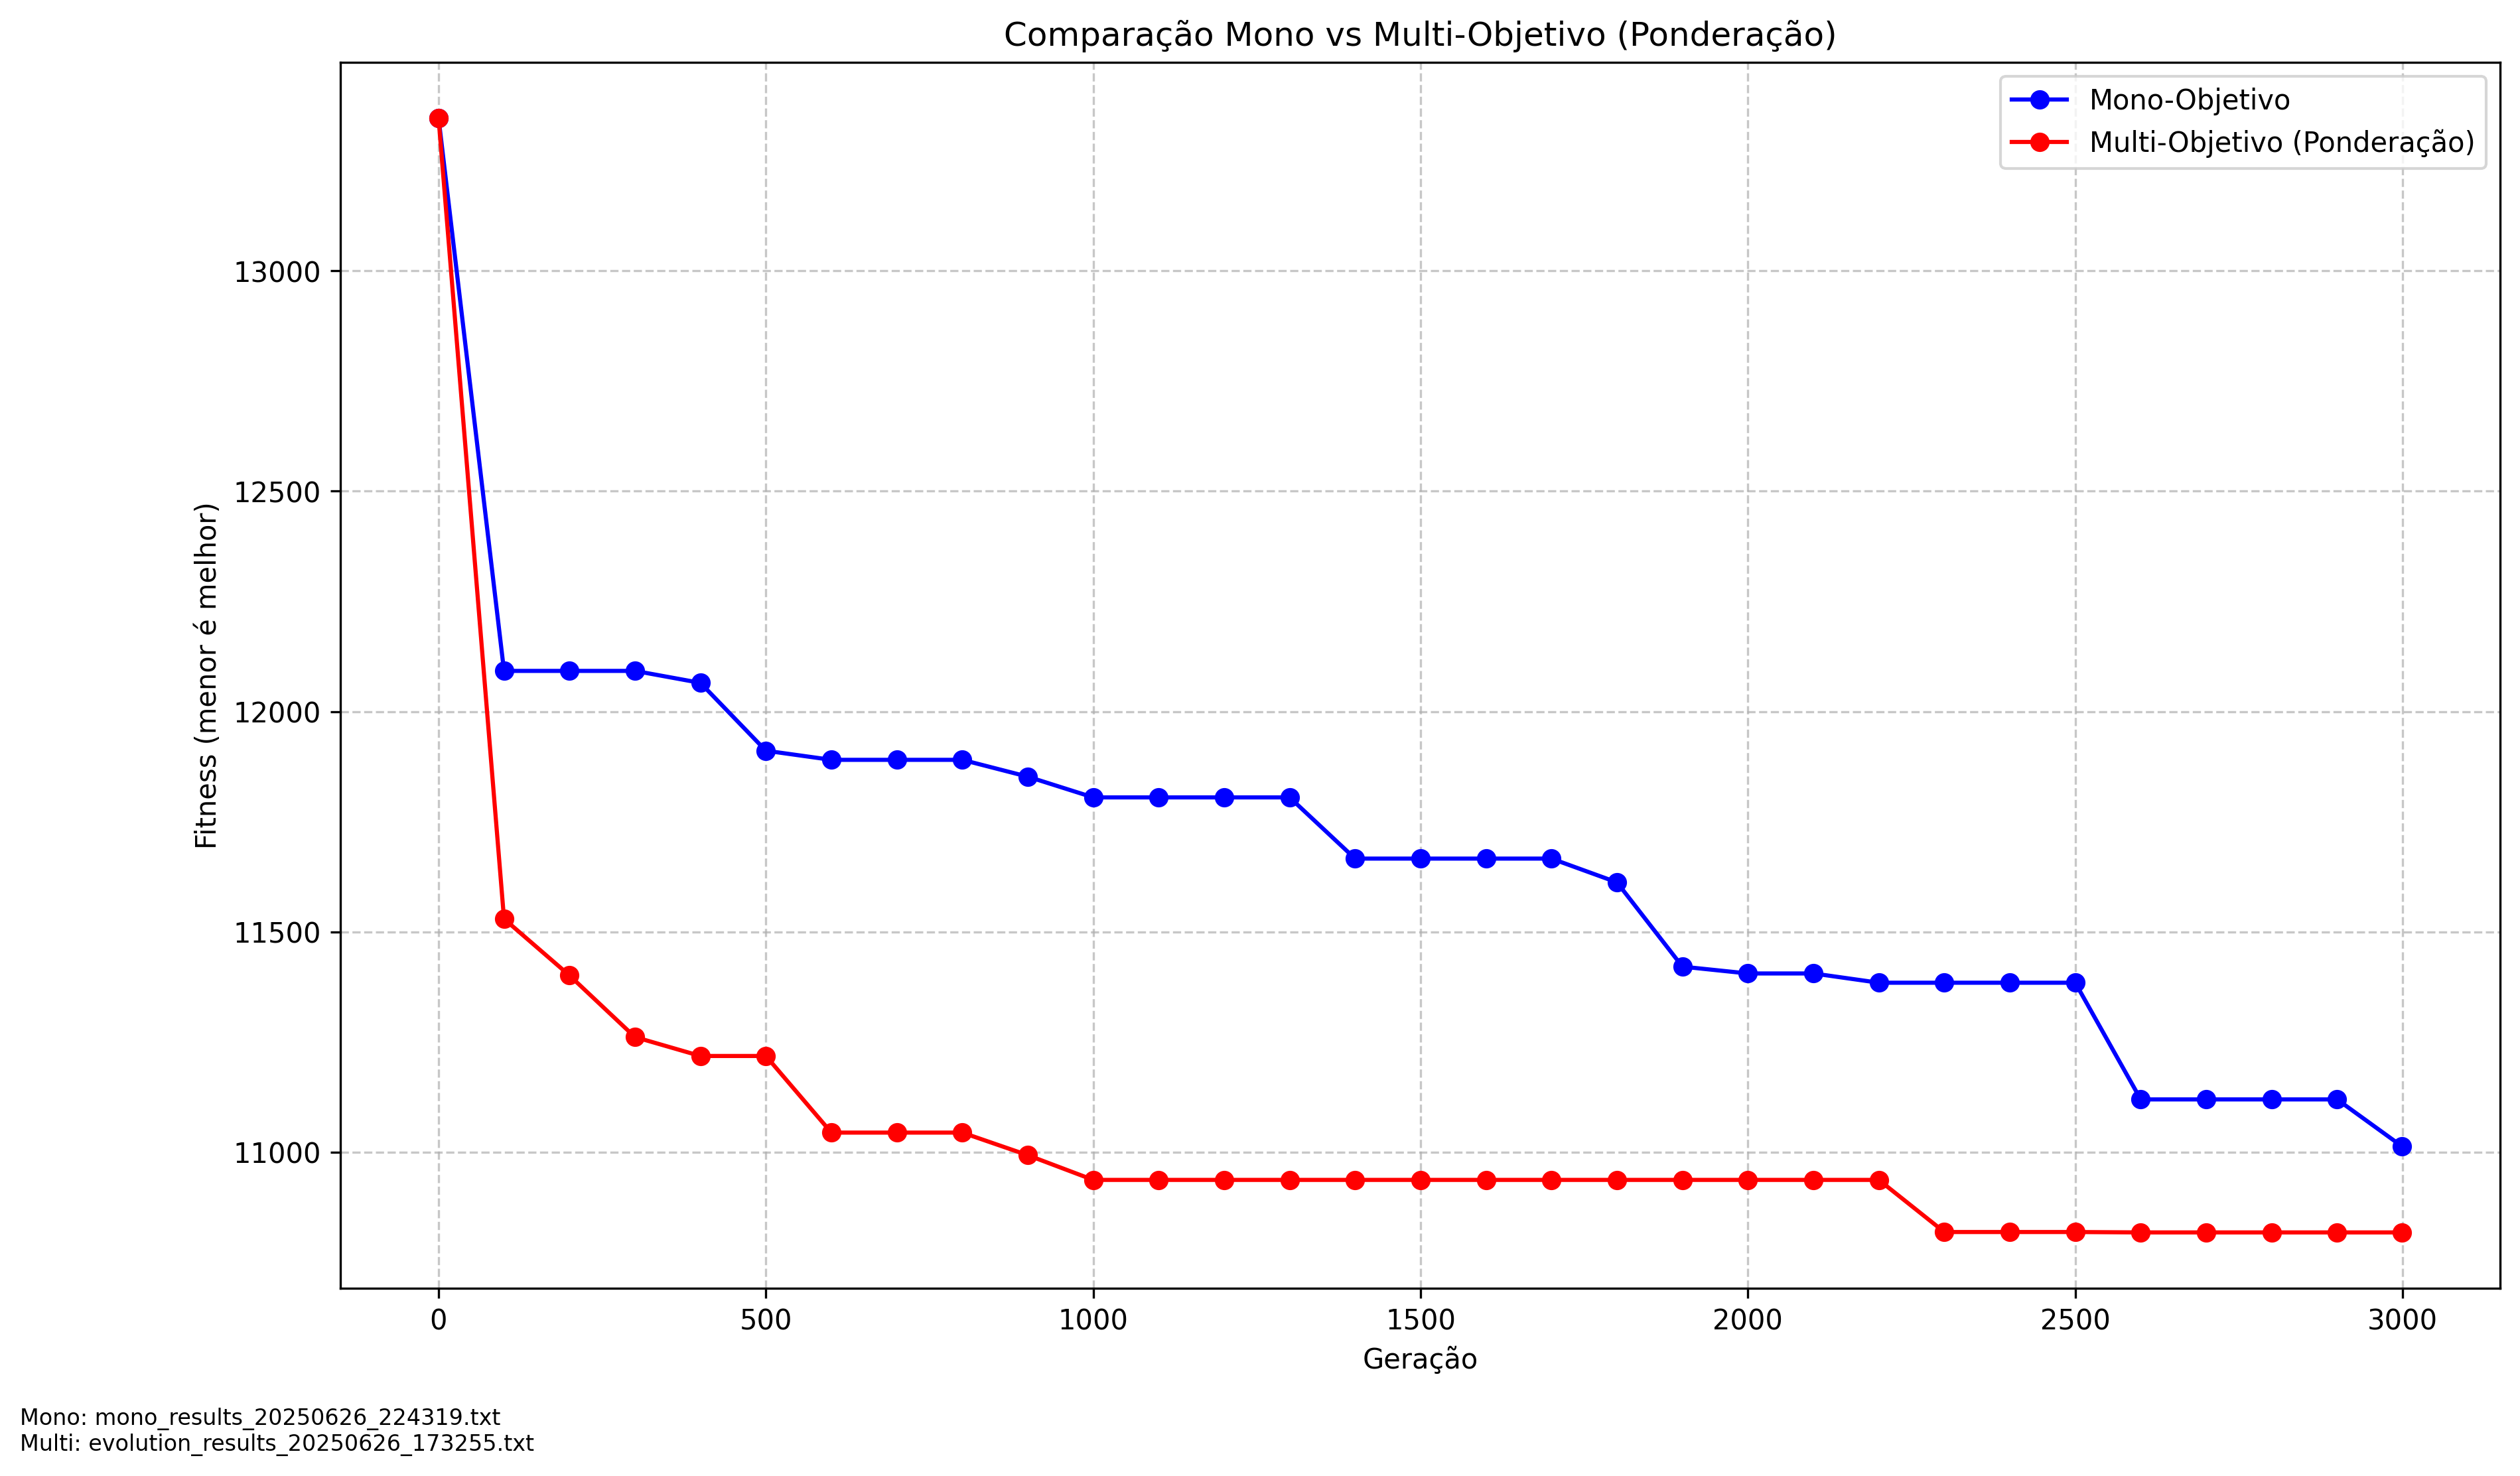 Comparação Mono vs Multi-Objetivo (Ponderação)
Mono-Objetivo
Multi-Objetivo (Ponderação)
Fitness (menor é melhor)
13000
12500
12000
11500
11000
0 500 1000 1500 2000 2500 3000
Geração
Mono: mono_results_20250626_224319.txt
Multi: evolution_results_20250626_173255.txt